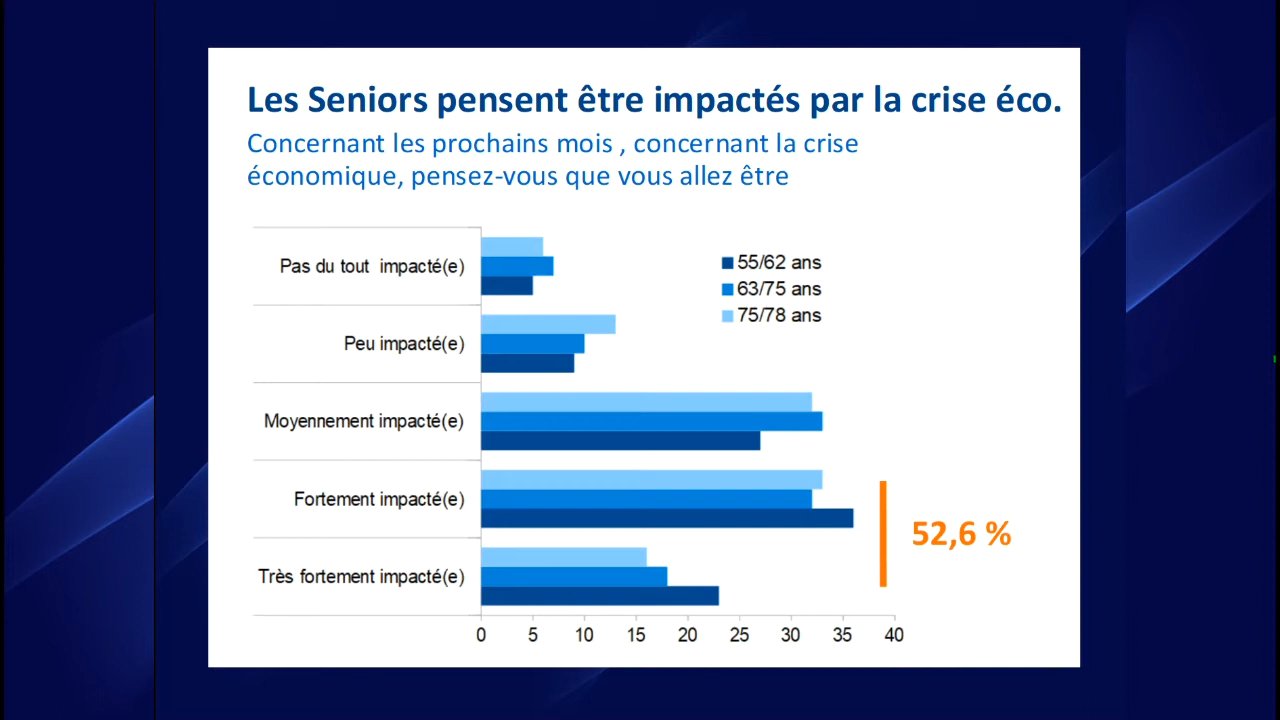 Les Seniors pensent être impactés par la crise éco.
Concernant les prochains mois , concernant la crise
économique, pensez-vous que vous allez être
Pas du tout impacté(e)
Peu impacté(e)
Moyennement impacté(e)
Fortement impacté(e)
Très fortement impacté(e)
55/62 ans
63/75 ans
75/78 ans
52,6 %
0 5 10 15 20 25 30 35 40